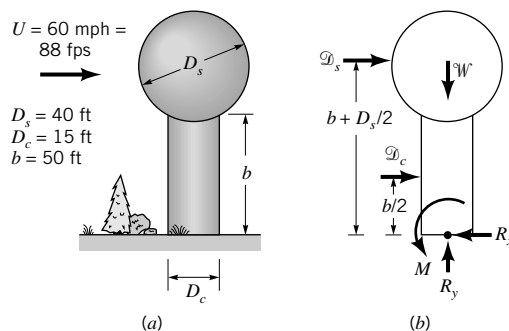 U = 60 mph =
88 fps
D_s = 40 ft
D_c = 15 ft
b = 50 ft
D_s
b
D_c
(a)
𝒟_s
𝒲
b + D_s/2
𝒟_c
b/2
M
R_y
(b)